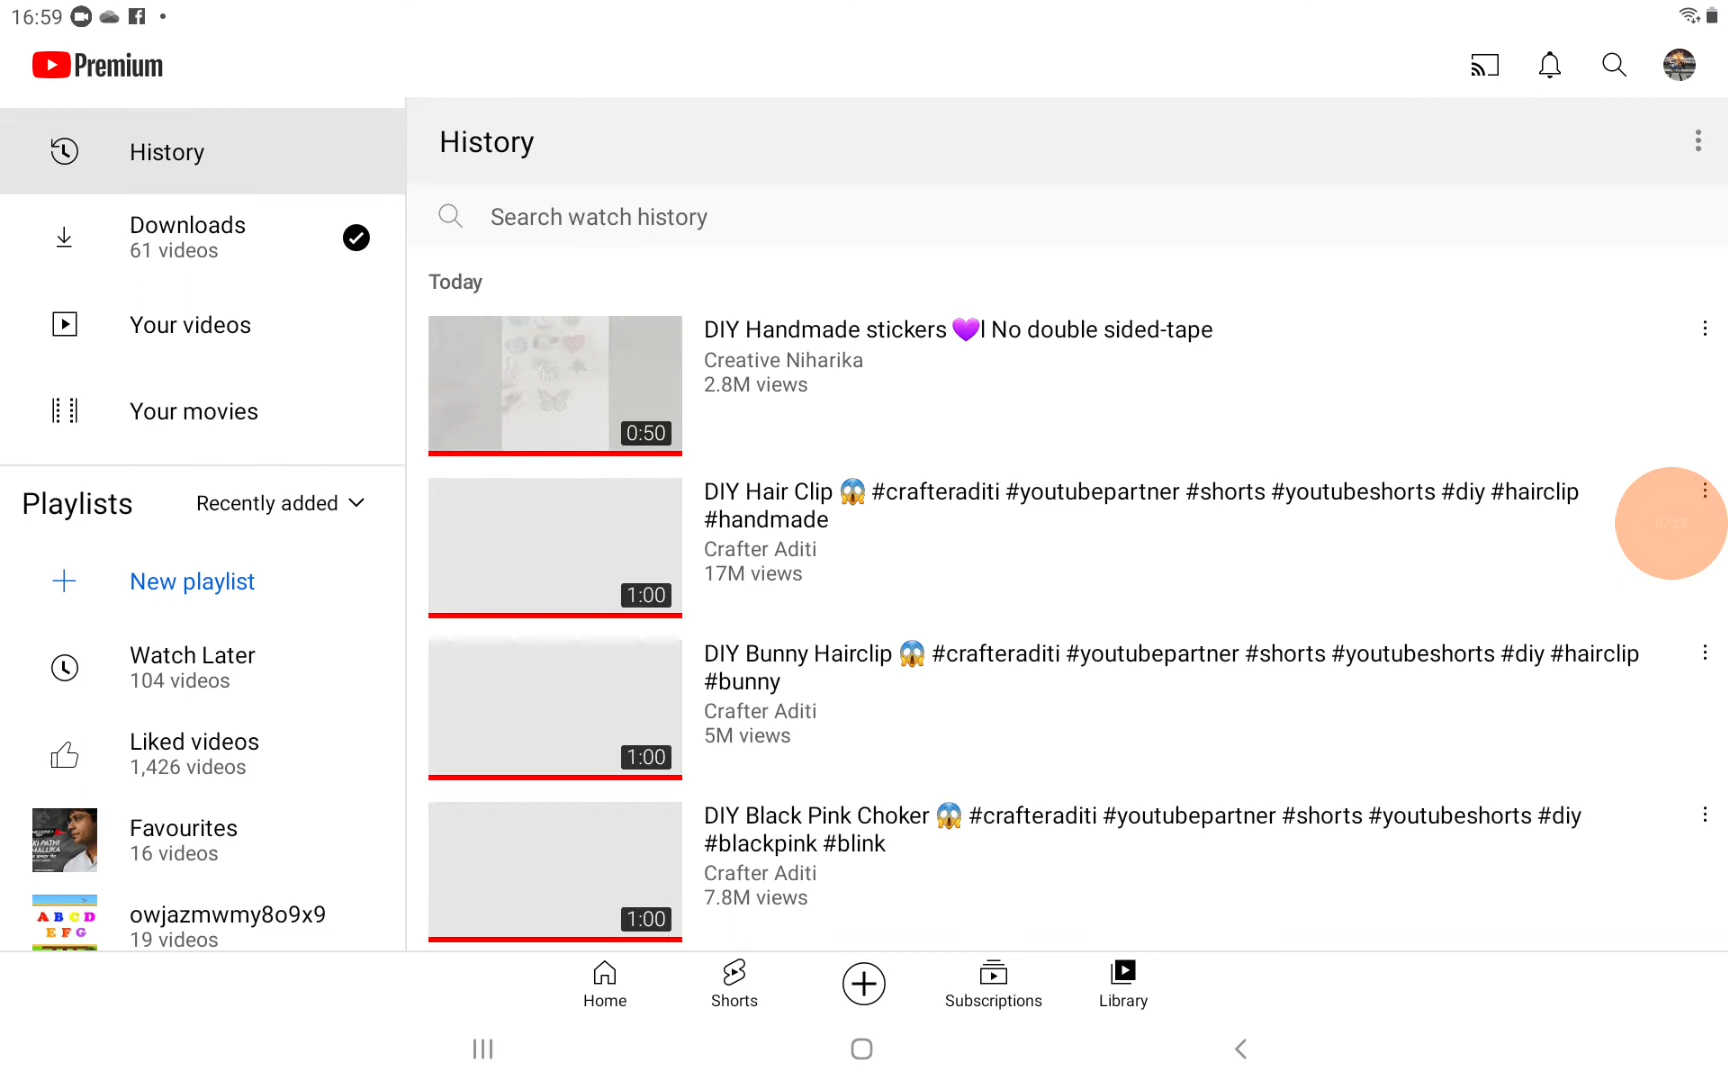 16:59
Premium
History
Downloads
61 videos
Your videos
Your movies
Playlists
Recently added
New playlist
Watch Later
104 videos
Liked videos
1,426 videos
Favourites
16 videos
A B C D
E F G
owjazmwmy8o9x9
19 videos
History
Search watch history
Today
0:50
DIY Handmade stickers 💜l No double sided-tape
Creative Niharika
2.8M views
1:00
DIY Hair Clip 😱 #crafteraditi #youtubepartner #shorts #youtubeshorts #diy #hairclip
#handmade
Crafter Aditi
17M views
1:00
DIY Bunny Hairclip 😱 #crafteraditi #youtubepartner #shorts #youtubeshorts #diy #hairclip
#bunny
Crafter Aditi
5M views
1:00
DIY Black Pink Choker 😱 #crafteraditi #youtubepartner #shorts #youtubeshorts #diy
#blackpink #blink
Crafter Aditi
7.8M views
Home
Shorts
Subscriptions
Library